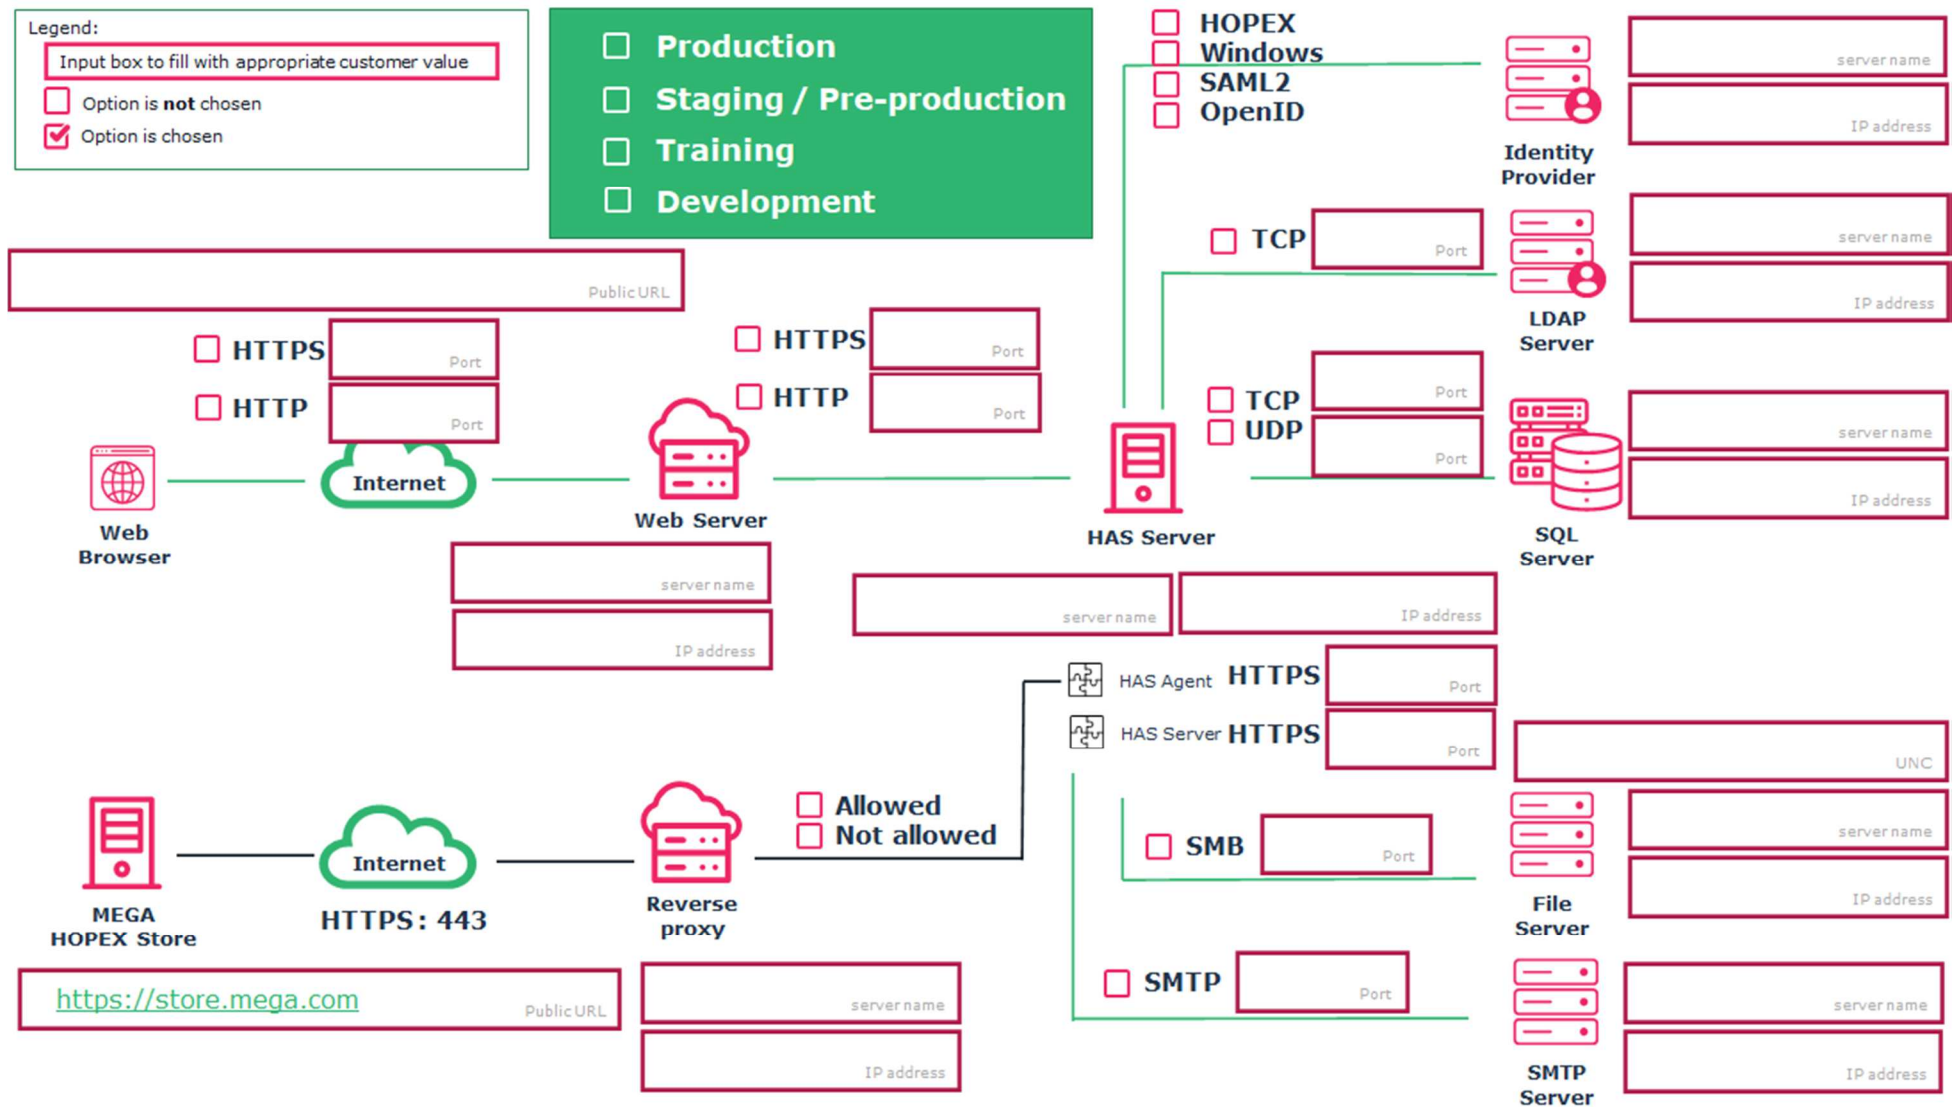 Legend:
Input box to fill with appropriate customer value
Option is not chosen
Option is chosen
Production
Staging / Pre-production
Training
Development
HOPEX
Windows
SAML2
OpenID
Identity
Provider
server name
IP address
TCP
Port
LDAP
Server
server name
IP address
Public URL
HTTPS
Port
HTTP
Port
HTTPS
Port
HTTP
Port
TCP
Port
UDP
Port
SQL
Server
server name
IP address
Web
Browser
Internet
Web Server
server name
IP address
HAS Server
server name
IP address
HAS Agent
HTTPS
Port
HAS Server
HTTPS
Port
UNC
MEGA
HOPEX Store
Internet
HTTPS: 443
Reverse
proxy
Allowed
Not allowed
SMB
Port
File
Server
server name
IP address
https://store.mega.com
Public URL
server name
IP address
SMTP
Port
SMTP
Server
server name
IP address